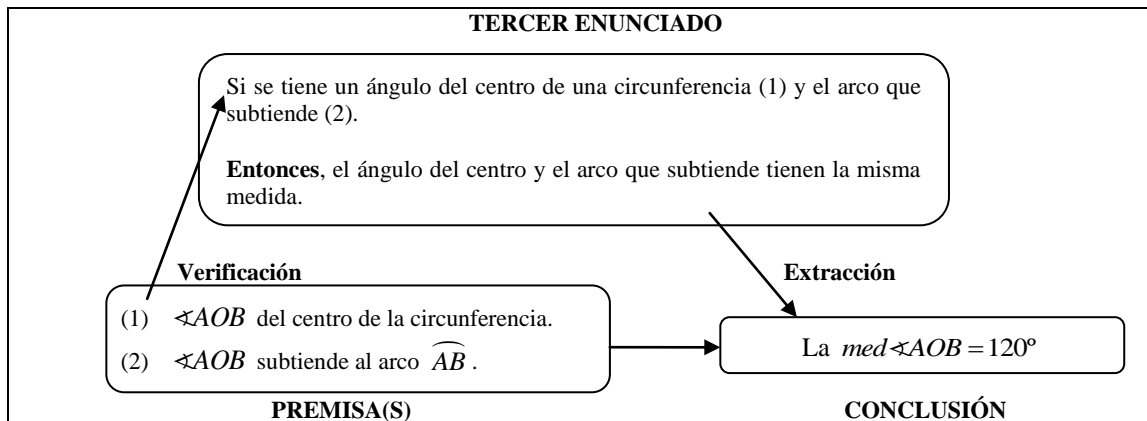 TERCER ENUNCIADO
Si se tiene un ángulo del centro de una circunferencia (1) y el arco que
subtiende (2).
Entonces, el ángulo del centro y el arco que subtiende tienen la misma
medida.
Verificación
Extracción
(1) ∢AOB del centro de la circunferencia.
(2) ∢AOB subtiende al arco \(\widehat{AB}\).
La med∢AOB = 120º
PREMISA(S)
CONCLUSIÓN